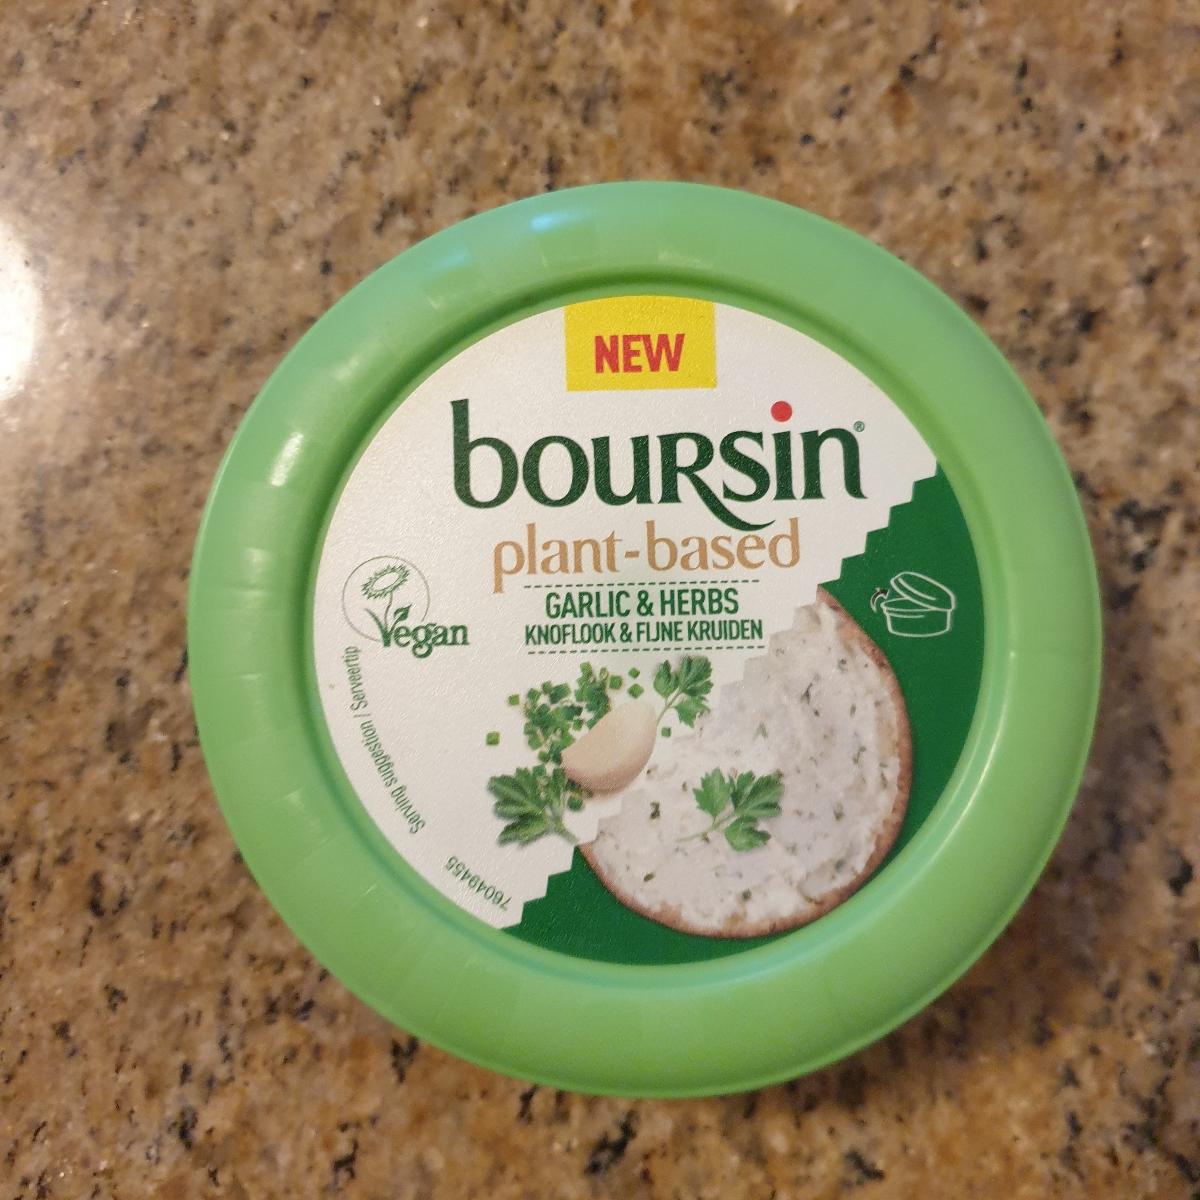 NEW
boursin®
plant-based
GARLIC & HERBS
KNOFLOOK & FIJNE KRUIDEN
Vegan
Serving suggestion / Serveertip
76049455